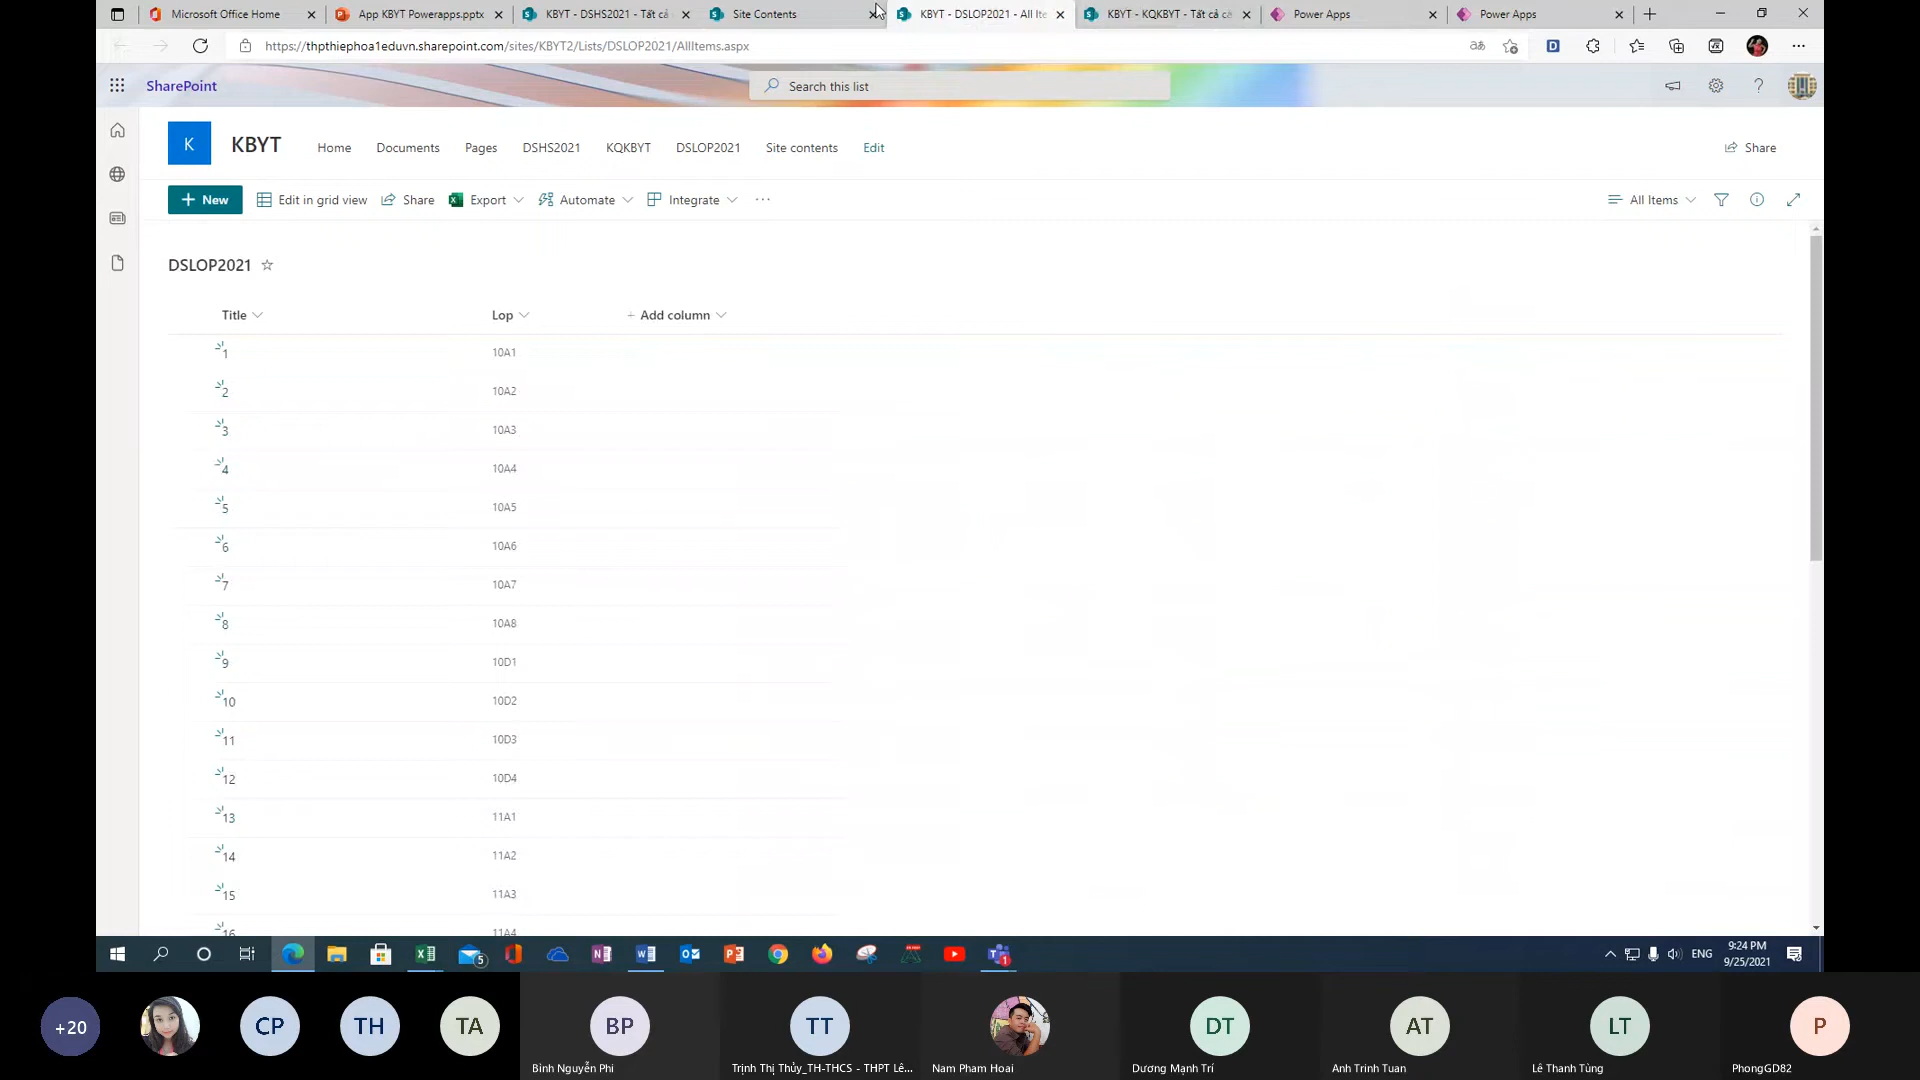 Microsoft Office Home
App KBYT Powerapps.pptx
KBYT - DSHS2021 - Tất cả
Site Contents
KBYT - DSLOP2021 - All Ite
KBYT - KQKBYT - Tất cả cá
Power Apps
Power Apps
https://thpthiephoa1eduvn.sharepoint.com/sites/KBYT2/Lists/DSLOP2021/AllItems.aspx
SharePoint
Search this list
K
KBYT
Home
Documents
Pages
DSHS2021
KQKBYT
DSLOP2021
Site contents
Edit
Share
New
Edit in grid view
Share
Export
Automate
Integrate
All Items
DSLOP2021
Title Lop + Add column
1 10A1
2 10A2
3 10A3
4 10A4
5 10A5
6 10A6
7 10A7
8 10A8
9 10D1
10 10D2
11 10D3
12 10D4
13 11A1
14 11A2
15 11A3
16 11A4
ENG
9:24 PM
9/25/2021
+20
CP
TH
TA
BP
TT
DT
AT
LT
P
Bình Nguyễn Phi
Trịnh Thị Thủy_TH-THCS - THPT Lê...
Nam Pham Hoai
Dương Mạnh Trí
Anh Trinh Tuan
Lê Thanh Tùng
PhongGD82